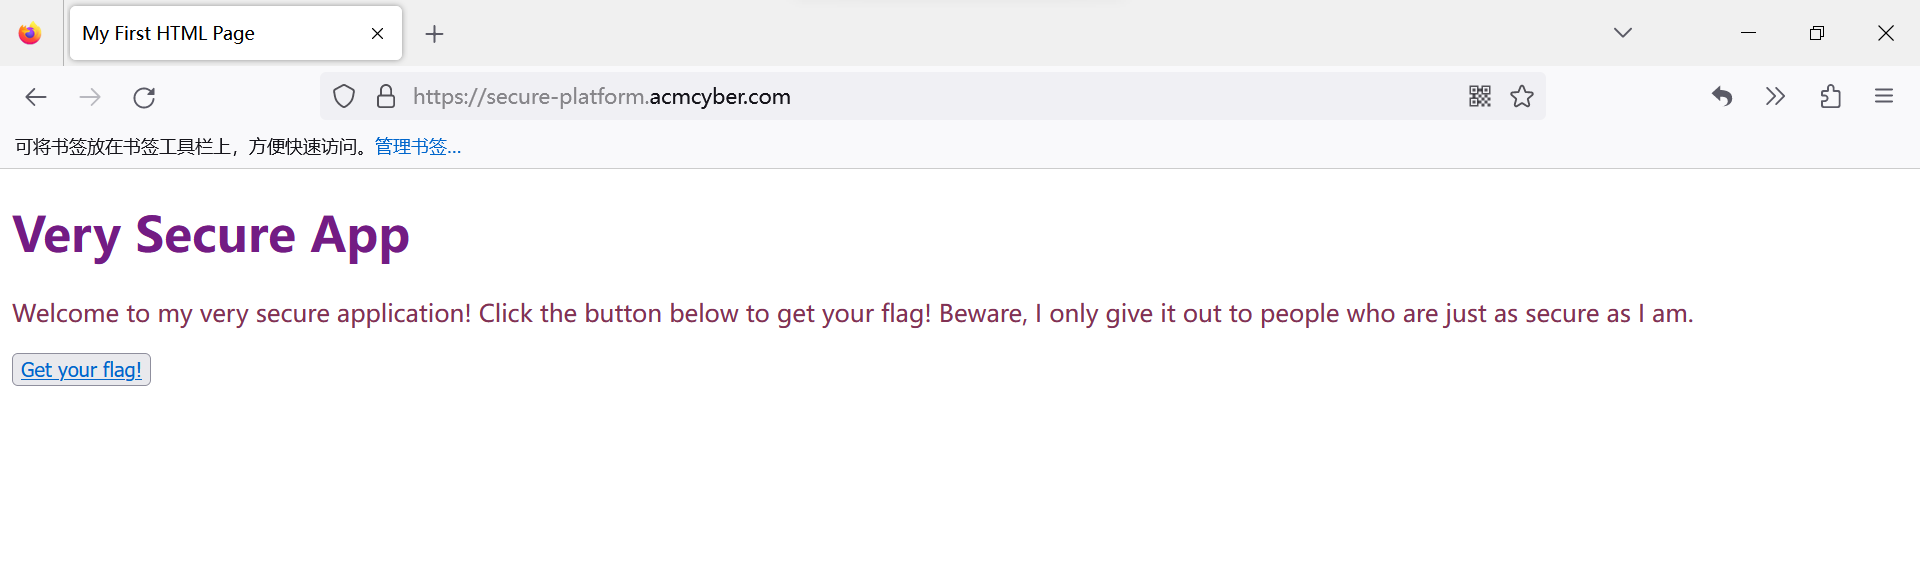 My First HTML Page
https://secure-platform.acmcyber.com
可将书签放在书签工具栏上，方便快速访问。管理书签...
Very Secure App
Welcome to my very secure application! Click the button below to get your flag! Beware, I only give it out to people who are just as secure as I am.
Get your flag!